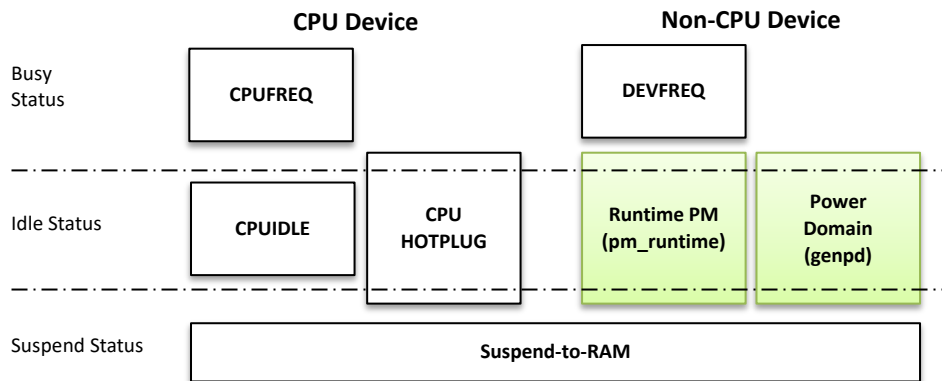 CPU Device
Non-CPU Device
Busy
Status
CPUFREQ
DEVFREQ
Idle Status
CPUIDLE
CPU
HOTPLUG
Runtime PM
(pm_runtime)
Power
Domain
(genpd)
Suspend Status
Suspend-to-RAM